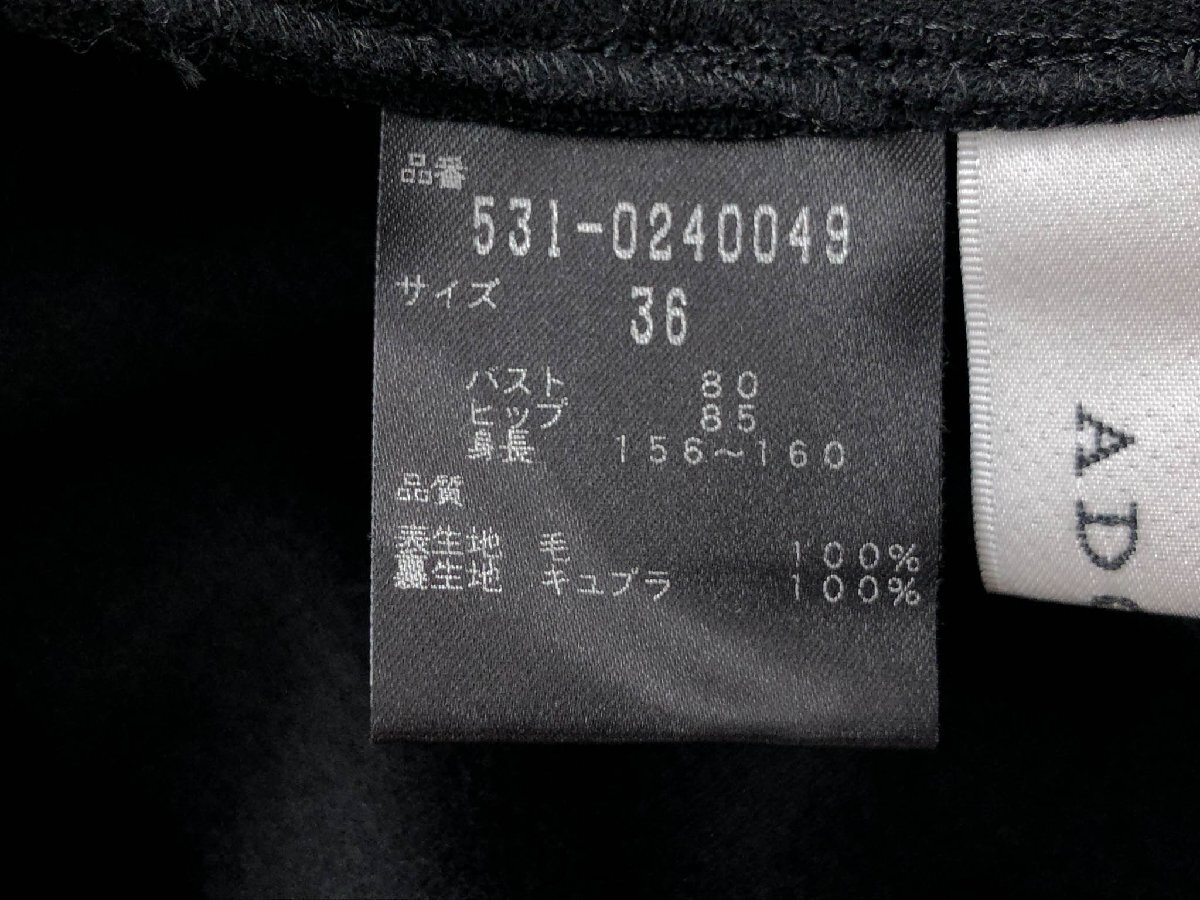 品番
531-0240049
サイズ 36
バスト 80
ヒップ 85
身長 156～160
品質
表生地 毛 100%
裏生地 キュプラ 100%
AD